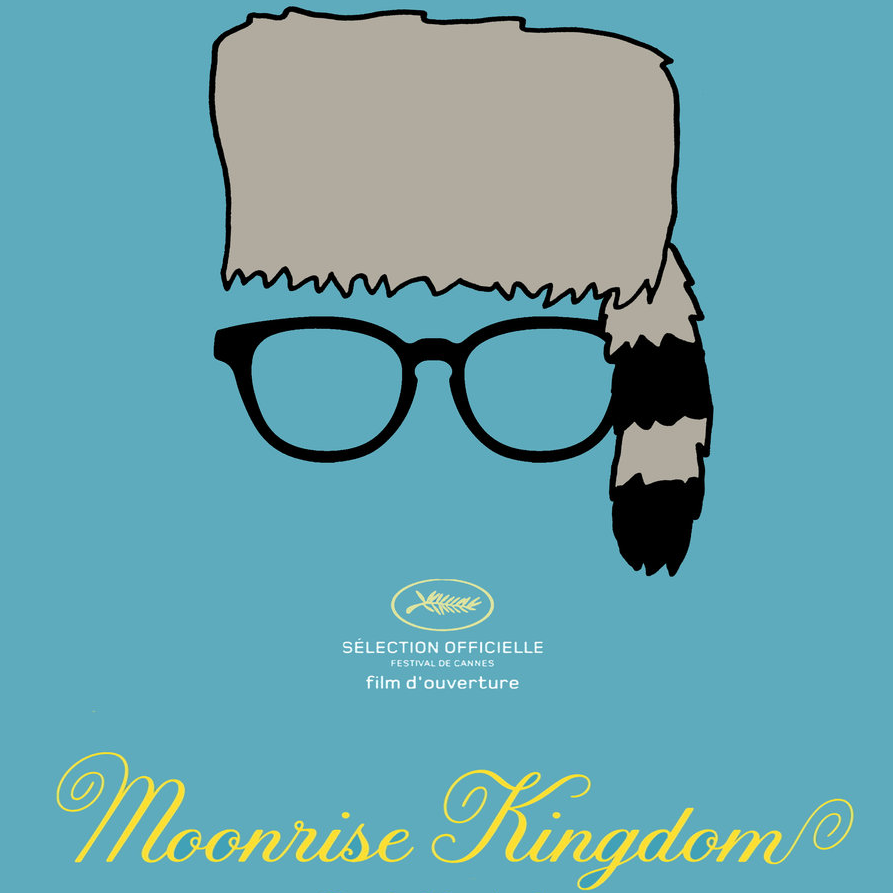 SÉLECTION OFFICIELLE
FESTIVAL DE CANNES
film d'ouverture
Moonrise Kingdom